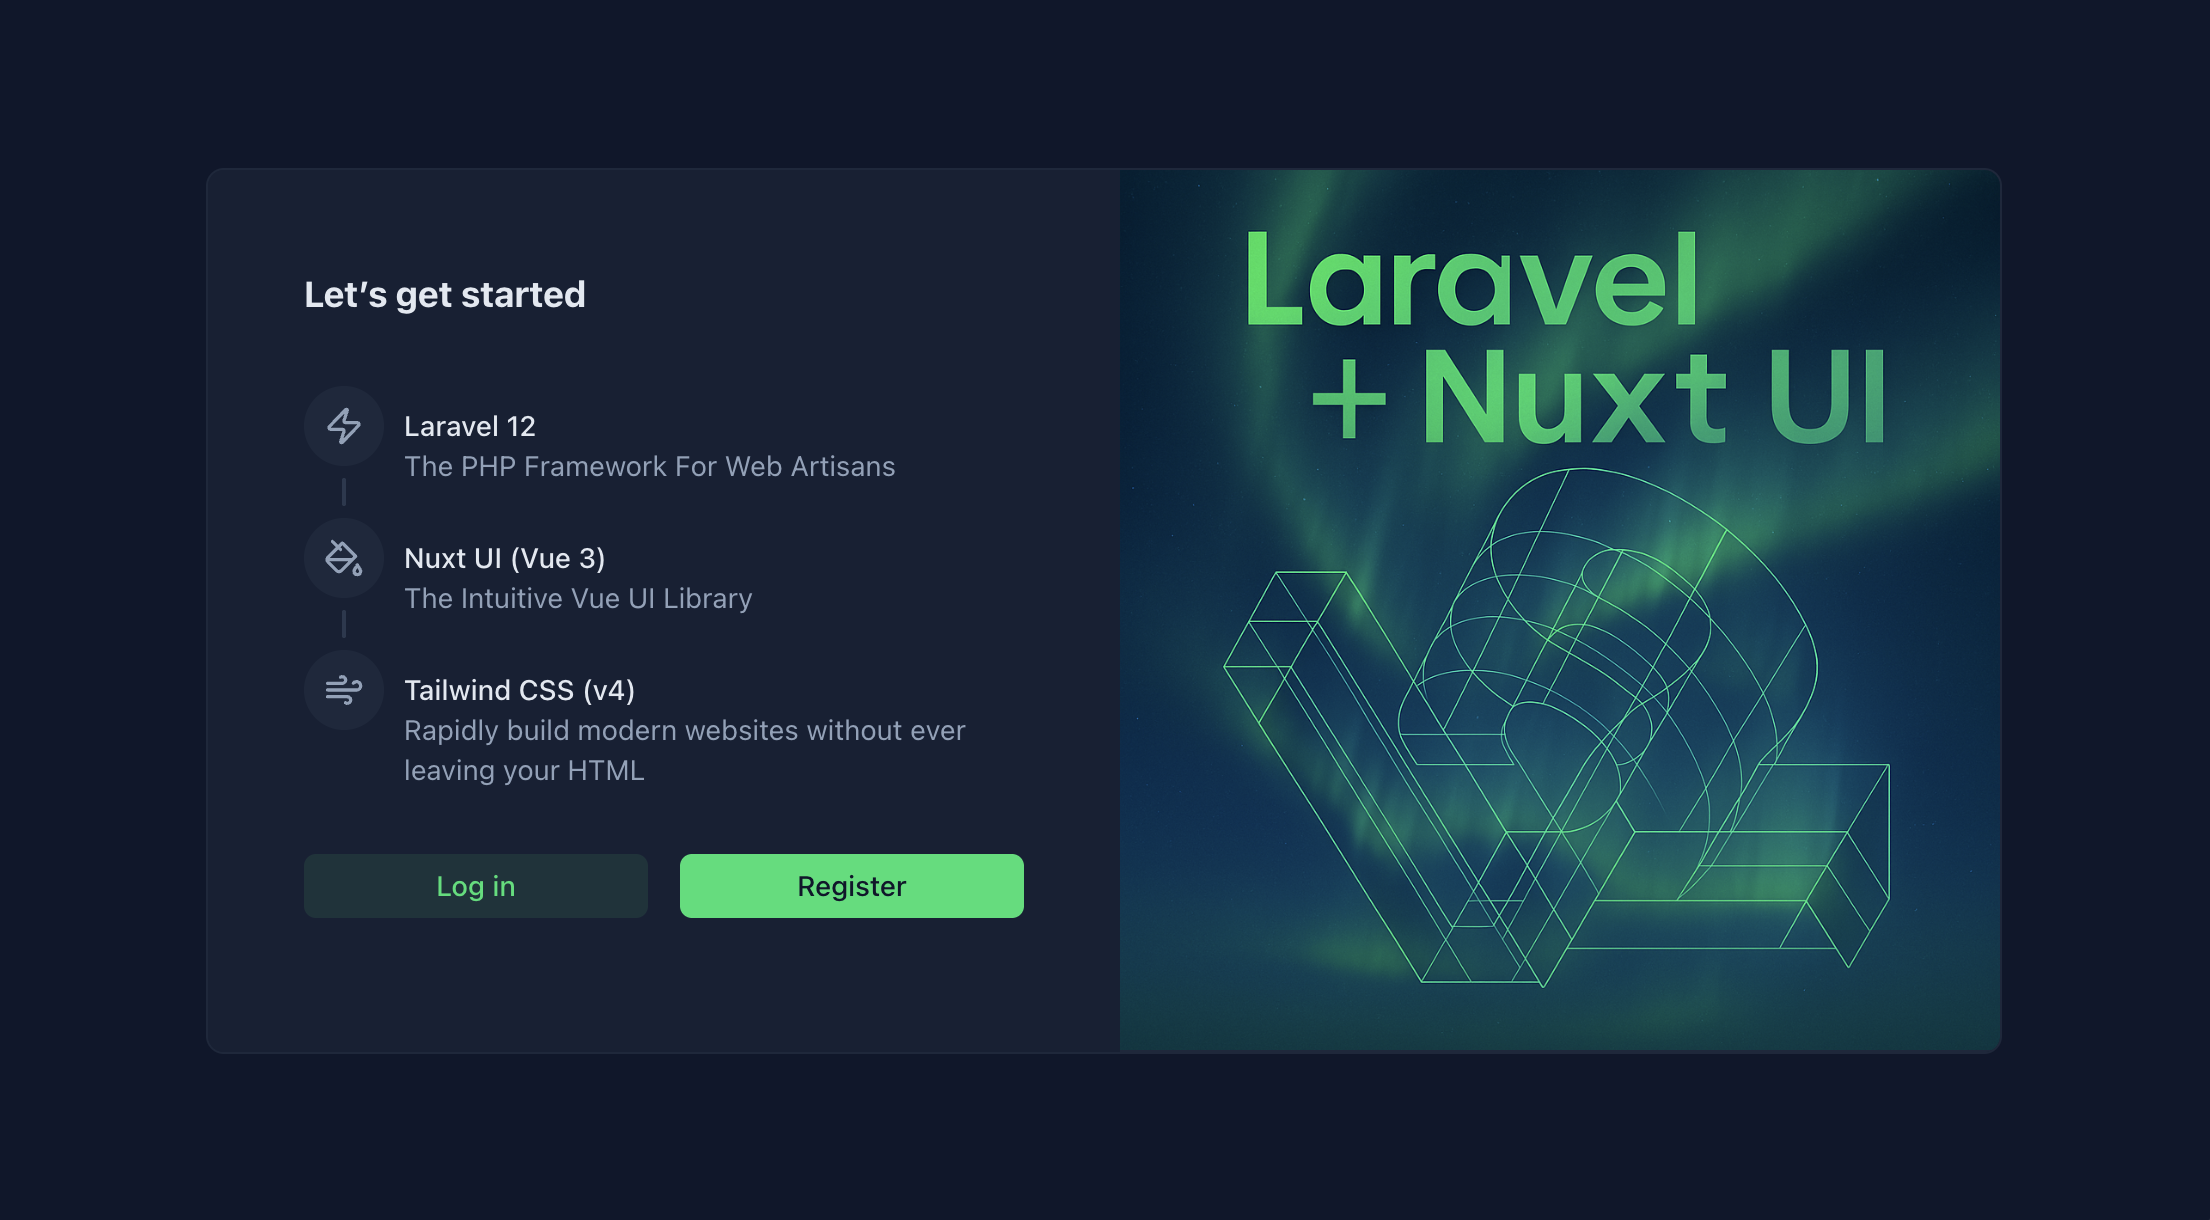 Let’s get started
Laravel 12
The PHP Framework For Web Artisans
Nuxt UI (Vue 3)
The Intuitive Vue UI Library
Tailwind CSS (v4)
Rapidly build modern websites without ever
leaving your HTML
Log in
Register
Laravel
+ Nuxt UI